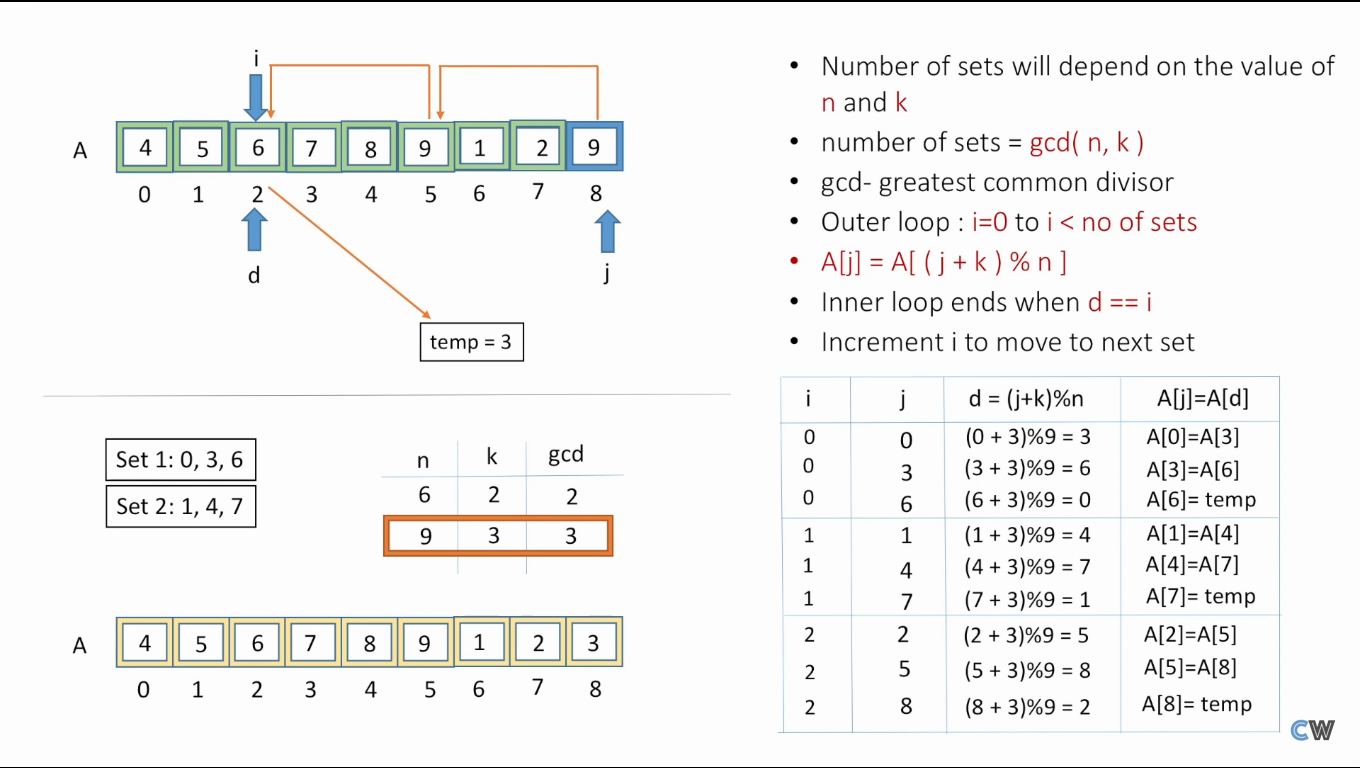 i
A 4 5 6 7 8 9 1 2 9
0 1 2 3 4 5 6 7 8
d
j
temp = 3
Set 1: 0, 3, 6
Set 2: 1, 4, 7
n k gcd
6 2 2
9 3 3
A 4 5 6 7 8 9 1 2 3
0 1 2 3 4 5 6 7 8
• Number of sets will depend on the value of
n and k
• number of sets = gcd( n, k )
• gcd- greatest common divisor
• Outer loop : i=0 to i < no of sets
• A[j] = A[ ( j + k ) % n ]
• Inner loop ends when d == i
• Increment i to move to next set
i j d = (j+k)%n A[j]=A[d]
0 0 (0 + 3)%9 = 3 A[0]=A[3]
0 3 (3 + 3)%9 = 6 A[3]=A[6]
0 6 (6 + 3)%9 = 0 A[6]= temp
1 1 (1 + 3)%9 = 4 A[1]=A[4]
1 4 (4 + 3)%9 = 7 A[4]=A[7]
1 7 (7 + 3)%9 = 1 A[7]= temp
2 2 (2 + 3)%9 = 5 A[2]=A[5]
2 5 (5 + 3)%9 = 8 A[5]=A[8]
2 8 (8 + 3)%9 = 2 A[8]= temp
CW